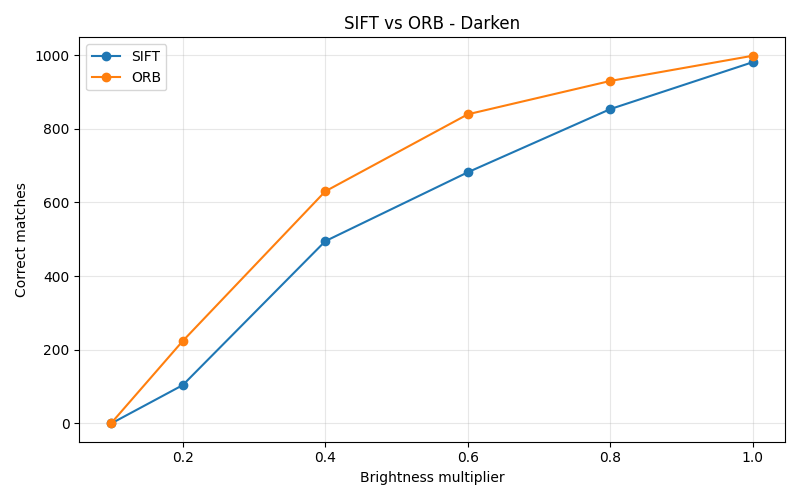 SIFT vs ORB - Darken
SIFT
ORB
Correct matches
1000
800
600
400
200
0
0.2 0.4 0.6 0.8 1.0
Brightness multiplier